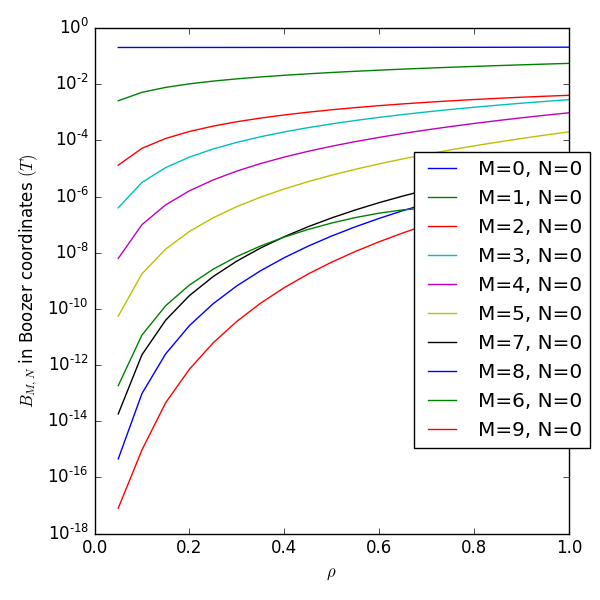 10^0
10^-2
10^-4
10^-6
10^-8
10^-10
10^-12
10^-14
10^-16
10^-18
B_{M,N} in Boozer coordinates (T)
0.0 0.2 0.4 0.6 0.8 1.0
ρ
M=0, N=0
M=1, N=0
M=2, N=0
M=3, N=0
M=4, N=0
M=5, N=0
M=7, N=0
M=8, N=0
M=6, N=0
M=9, N=0